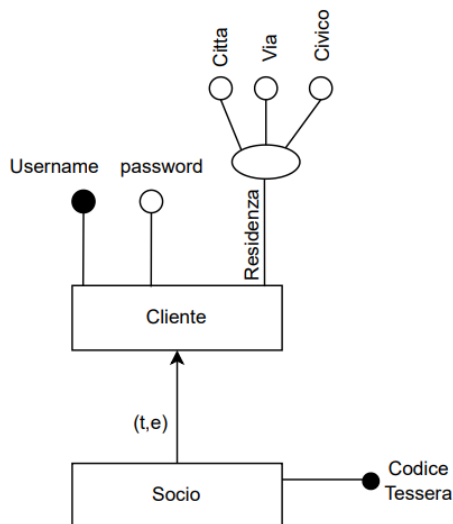 Citta
Via
Civico
Username
password
Residenza
Cliente
(t,e)
Socio
Codice
Tessera